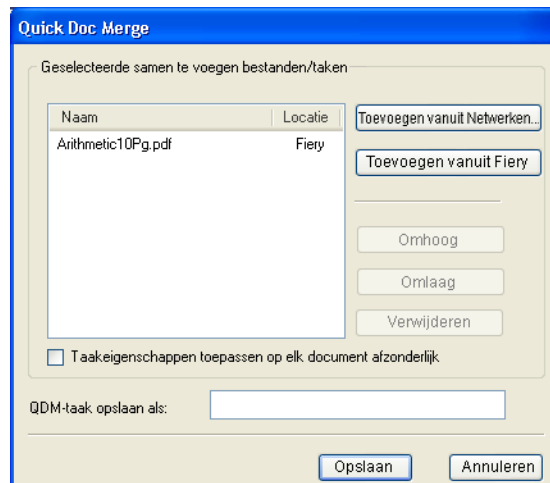 Quick Doc Merge
Geselecteerde samen te voegen bestanden/taken
Naam Locatie
Arithmetic10Pg.pdf Fiery
Toevoegen vanuit Netwerken...
Toevoegen vanuit Fiery
Omhoog
Omlaag
Verwijderen
Taakeigenschappen toepassen op elk document afzonderlijk
QDM-taak opslaan als:
Opslaan Annuleren